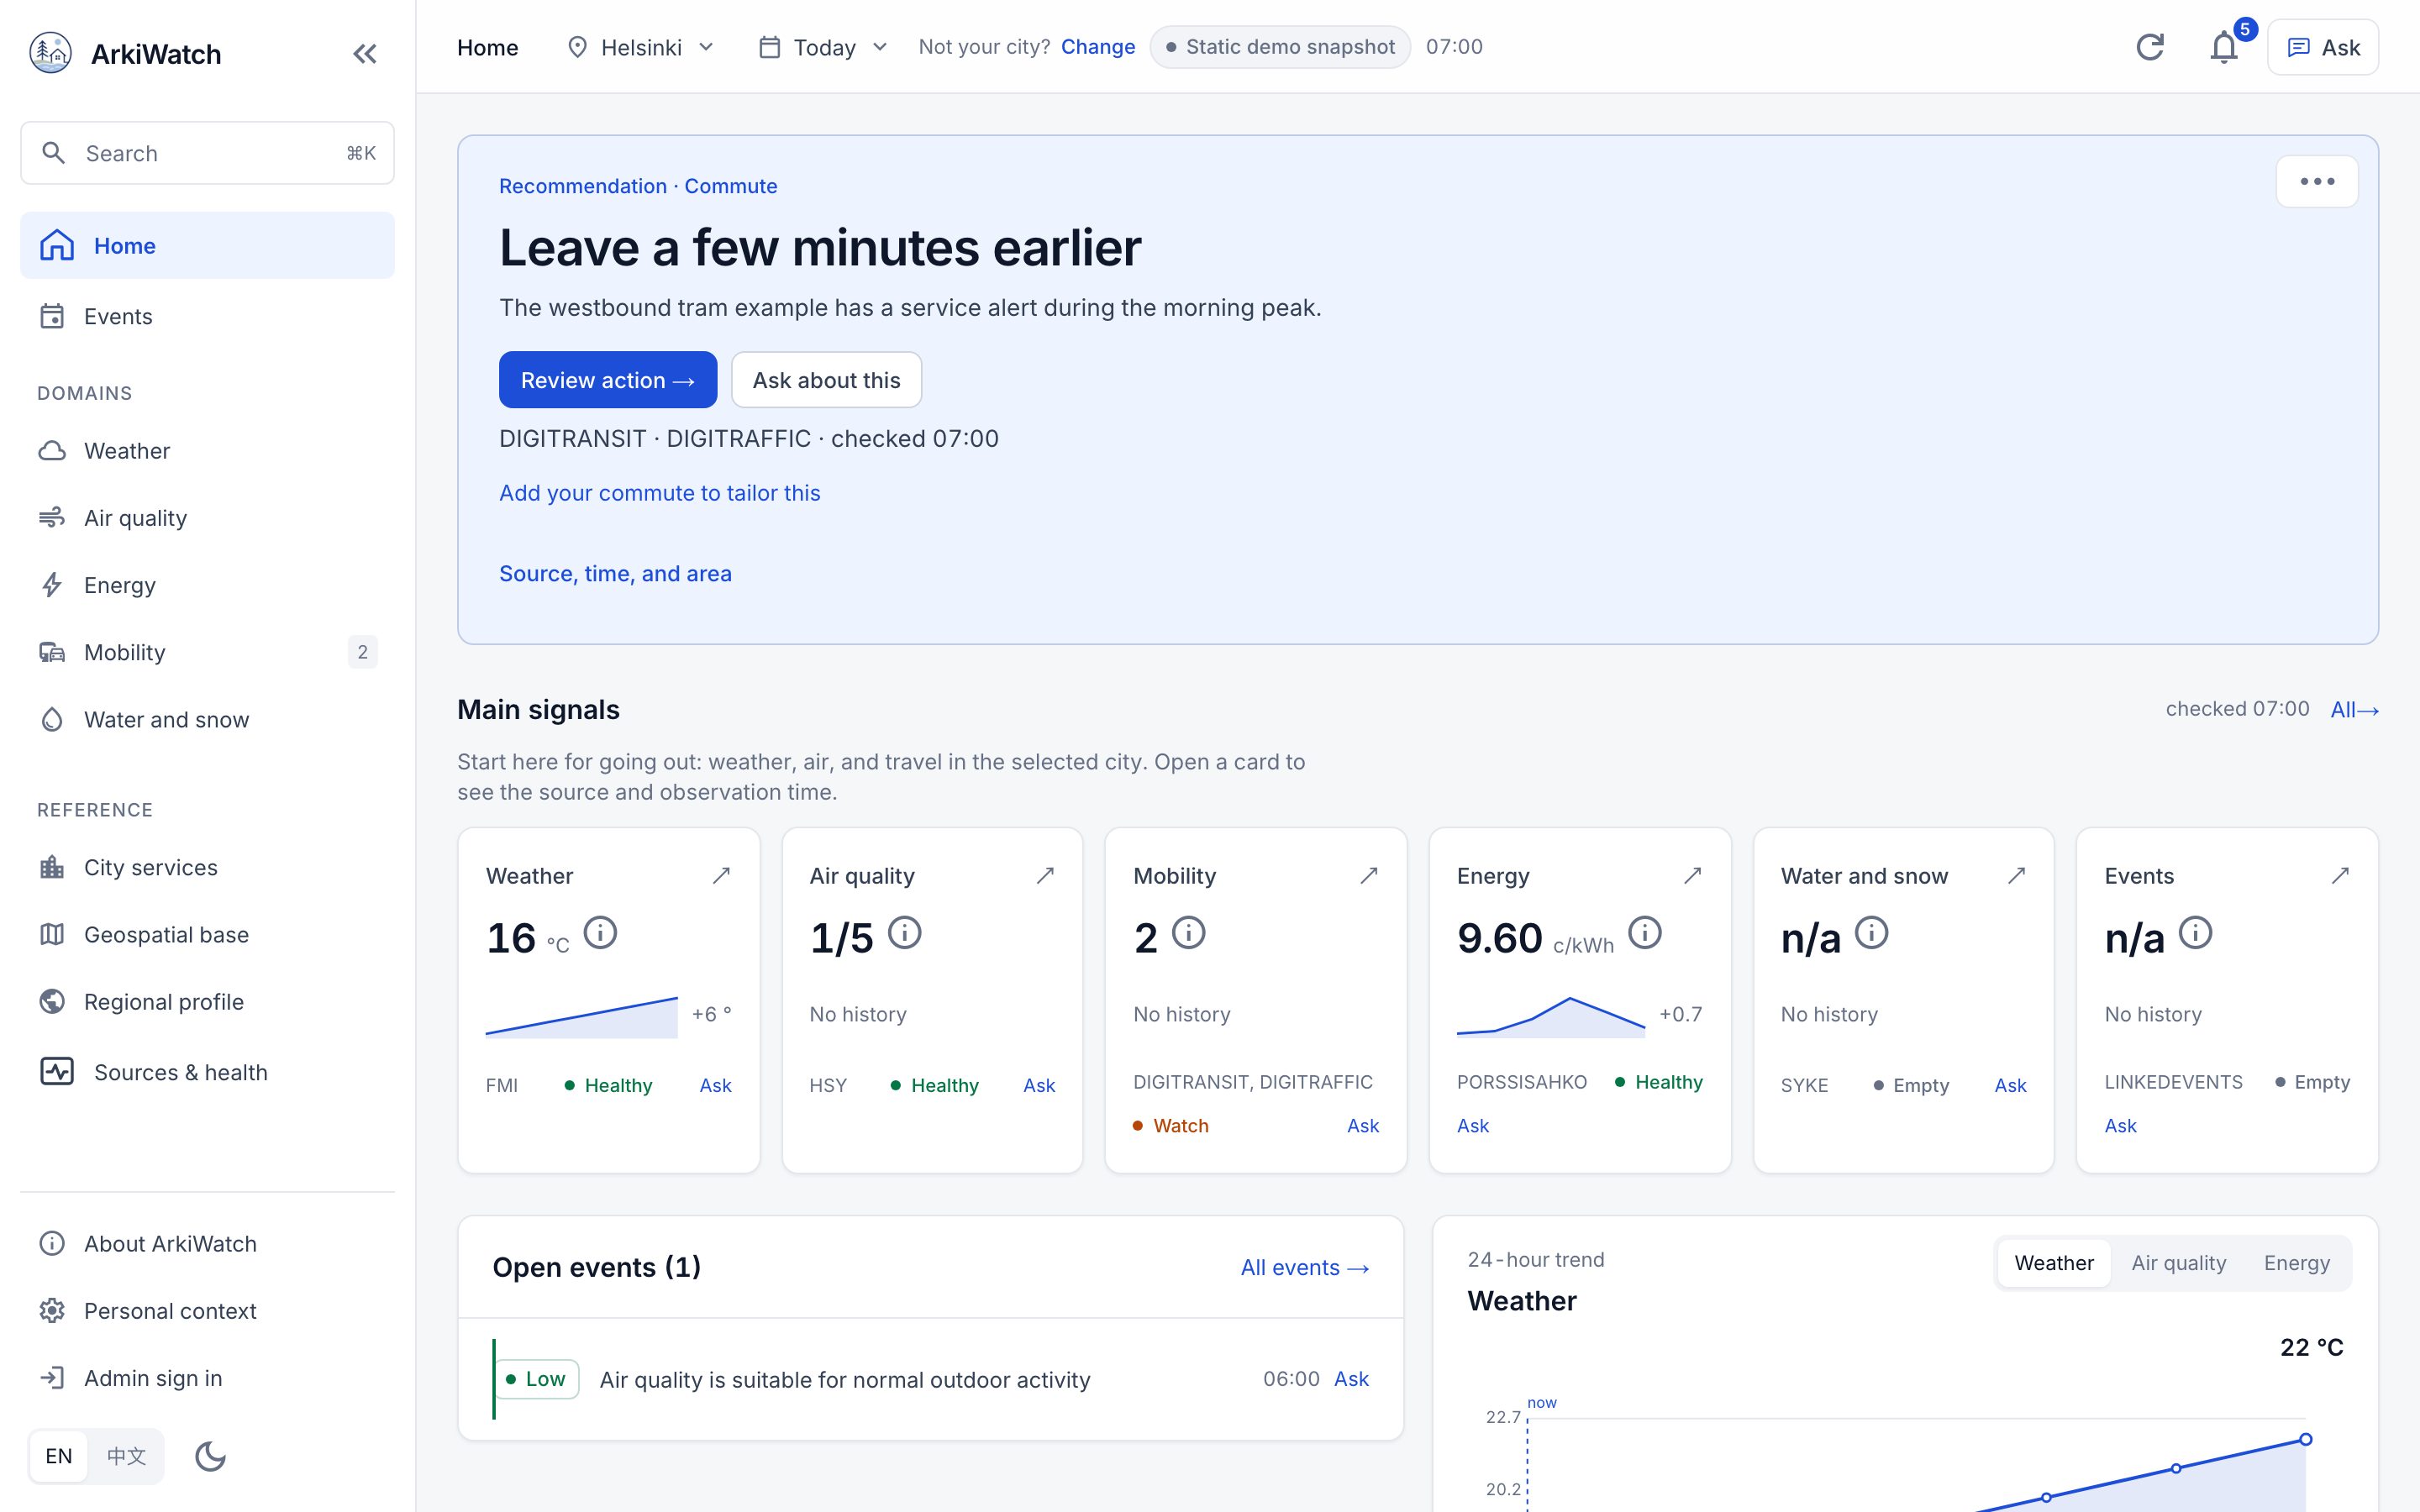 ArkiWatch
Search ⌘K
Home
Events
DOMAINS
Weather
Air quality
Energy
Mobility 2
Water and snow
REFERENCE
City services
Geospatial base
Regional profile
Sources & health
About ArkiWatch
Personal context
Admin sign in
EN 中文
Home Helsinki Today Not your city? Change Static demo snapshot 07:00 5 Ask
Recommendation · Commute
Leave a few minutes earlier
The westbound tram example has a service alert during the morning peak.
Review action → Ask about this
DIGITRANSIT · DIGITRAFFIC · checked 07:00
Add your commute to tailor this
Source, time, and area
Main signals checked 07:00 All→
Start here for going out: weather, air, and travel in the selected city. Open a card to
see the source and observation time.
Weather
16 °C
+6 °
FMI Healthy Ask
Air quality
1/5
No history
HSY Healthy Ask
Mobility
2
No history
DIGITRANSIT, DIGITRAFFIC
Watch Ask
Energy
9.60 c/kWh
+0.7
PORSSISAHKO Healthy
Ask
Water and snow
n/a
No history
SYKE Empty Ask
Events
n/a
No history
LINKEDEVENTS Empty
Ask
Open events (1) All events →
Low Air quality is suitable for normal outdoor activity 06:00 Ask
24-hour trend
Weather
Weather Air quality Energy
22 °C
now
22.7
20.2